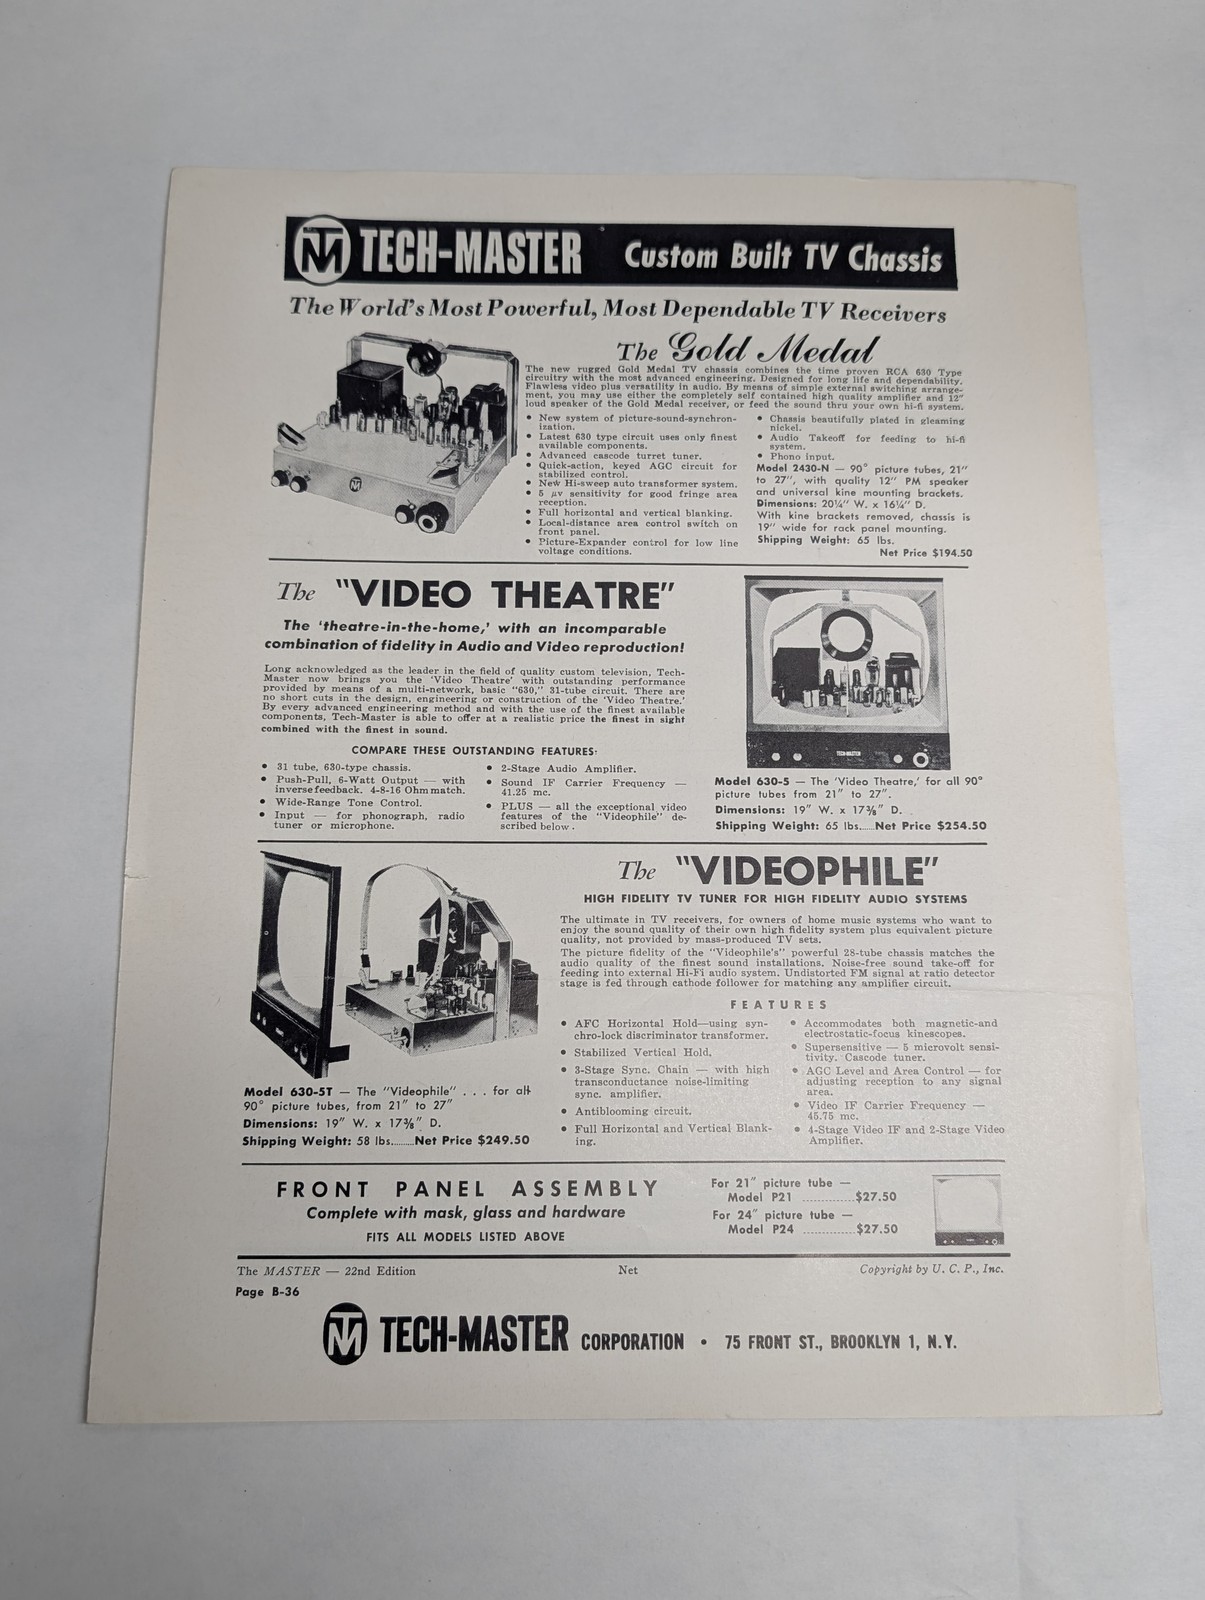 TM TECH-MASTER Custom Built TV Chassis
The World's Most Powerful, Most Dependable TV Receivers
The Gold Medal
The new rugged Gold Medal TV chassis combines the time proven RCA 630 Type
circuitry with the most advanced engineering. Designed for long life and dependability.
Flawless video plus versatility in audio. By means of simple external switching arrange-
ment, you may use either the completely self contained high quality amplifier and 12"
loud speaker of the Gold Medal receiver, or feed the sound thru your own hi-fi system.
• New system of picture-sound-synchron-
ization.
• Latest 630 type circuit uses only finest
available components.
• Advanced cascode turret tuner.
• Quick-action, keyed AGC circuit for
stabilized control.
• New Hi-sweep auto transformer system.
• 5 μv sensitivity for good fringe area
reception.
• Full horizontal and vertical blanking.
• Local-distance area control switch on
front panel.
• Picture-Expander control for low line
voltage conditions.
• Chassis beautifully plated in gleaming
nickel.
• Audio Takeoff for feeding to hi-fi
system.
• Phono input.
Model 2430-N — 90° picture tubes, 21"
to 27", with quality 12" PM speaker
and universal kine mounting brackets.
Dimensions: 20¼" W. x 16¼" D.
With kine brackets removed, chassis is
19" wide for rack panel mounting.
Shipping Weight: 65 lbs.
Net Price $194.50
TM
The "VIDEO THEATRE"
The 'theatre-in-the-home,' with an incomparable
combination of fidelity in Audio and Video reproduction!
Long acknowledged as the leader in the field of quality custom television, Tech-
Master now brings you the 'Video Theatre' with outstanding performance
provided by means of a multi-network, basic "630," 31-tube circuit. There are
no short cuts in the design, engineering or construction of the 'Video Theatre.'
By every advanced engineering method and with the use of the finest available
components, Tech-Master is able to offer at a realistic price the finest in sight
combined with the finest in sound.
COMPARE THESE OUTSTANDING FEATURES:
• 31 tube, 630-type chassis.
• Push-Pull, 6-Watt Output — with
inverse feedback. 4-8-16 Ohm match.
• Wide-Range Tone Control.
• Input — for phonograph, radio
tuner or microphone.
• 2-Stage Audio Amplifier.
• Sound IF Carrier Frequency —
41.25 mc.
• PLUS — all the exceptional video
features of the "Videophile" de-
scribed below.
TECH-MASTER
Model 630-5 — The 'Video Theatre,' for all 90°
picture tubes from 21" to 27".
Dimensions: 19" W. x 17⅜" D.
Shipping Weight: 65 lbs......Net Price $254.50
The "VIDEOPHILE"
HIGH FIDELITY TV TUNER FOR HIGH FIDELITY AUDIO SYSTEMS
The ultimate in TV receivers, for owners of home music systems who want to
enjoy the sound quality of their own high fidelity system plus equivalent picture
quality, not provided by mass-produced TV sets.
The picture fidelity of the "Videophile's" powerful 28-tube chassis matches the
audio quality of the finest sound installations. Noise-free sound take-off for
feeding into external Hi-Fi audio system. Undistorted FM signal at ratio detector
stage is fed through cathode follower for matching any amplifier circuit.
FEATURES
• AFC Horizontal Hold—using syn-
chro-lock discriminator transformer.
• Stabilized Vertical Hold.
• 3-Stage Sync. Chain — with high
transconductance noise-limiting
sync. amplifier.
• Antiblooming circuit.
• Full Horizontal and Vertical Blank-
ing.
• Accommodates both magnetic-and
electrostatic-focus kinescopes.
• Supersensitive — 5 microvolt sensi-
tivity. Cascode tuner.
• AGC Level and Area Control — for
adjusting reception to any signal
area.
• Video IF Carrier Frequency —
45.75 mc.
• 4-Stage Video IF and 2-Stage Video
Amplifier.
Model 630-5T — The "Videophile" . . . for all
90° picture tubes, from 21" to 27"
Dimensions: 19" W. x 17⅜" D.
Shipping Weight: 58 lbs.........Net Price $249.50
FRONT PANEL ASSEMBLY
Complete with mask, glass and hardware
FITS ALL MODELS LISTED ABOVE
For 21" picture tube —
Model P21 ..............$27.50
For 24" picture tube —
Model P24 ..............$27.50
The MASTER — 22nd Edition Net Copyright by U. C. P., Inc.
Page B-36
TM TECH-MASTER CORPORATION • 75 FRONT ST., BROOKLYN 1, N.Y.